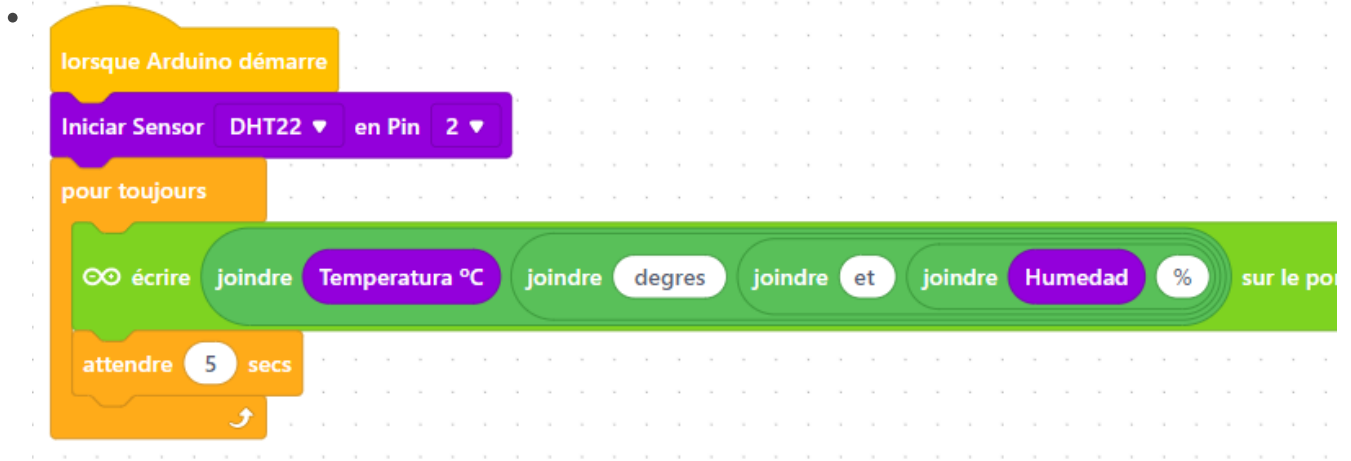 lorsque Arduino démarre
Iniciar Sensor DHT22 en Pin 2
pour toujours
écrire joindre Temperatura ºC joindre degres joindre et joindre Humedad % sur le
attendre 5 secs